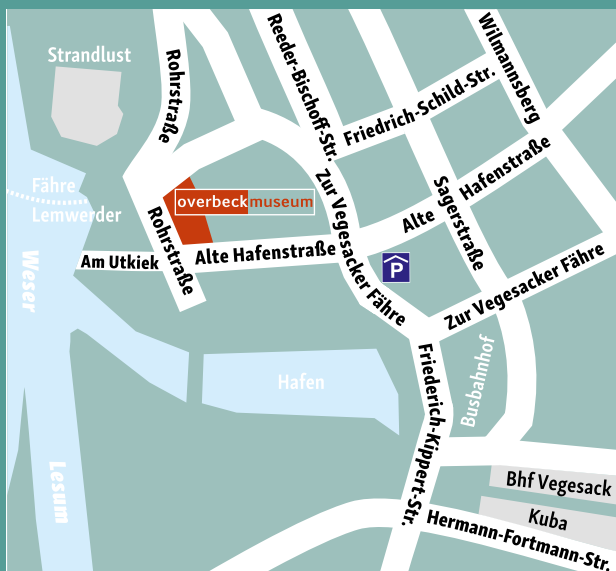 Strandlust
Rohrstraße
Reeder-Bischoff-Str.
Wilmannsberg
Friedrich-Schild-Str.
Fähre
Lemwerder
overbeckmuseum
Rohrstraße
Zur Vegesacker Fähre
Sagerstraße
Alte Hafenstraße
Am Utkiek
Alte Hafenstraße
P
Zur Vegesacker Fähre
Weser
Hafen
Friederich-Kippert-Str.
Busbahnhof
Lesum
Bhf Vegesack
Kuba
Hermann-Fortmann-Str.